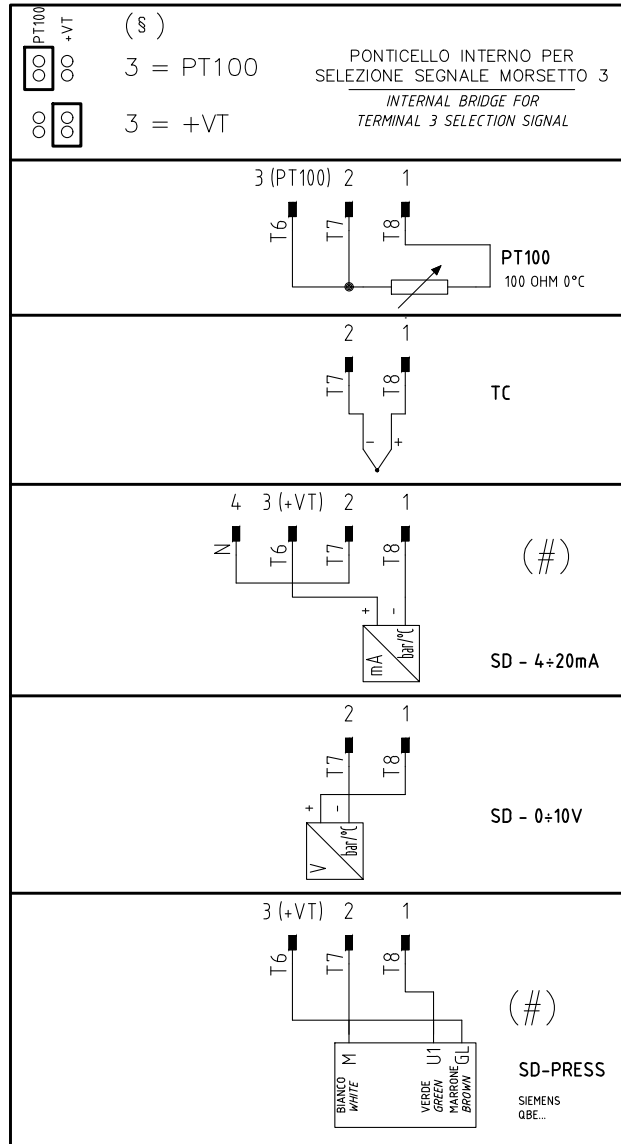 PT100
+VT
(§)
3 = PT100
3 = +VT
PONTICELLO INTERNO PER
SELEZIONE SEGNALE MORSETTO 3
INTERNAL BRIDGE FOR
TERMINAL 3 SELECTION SIGNAL
3 (PT100) 2 1
T6 T7 T8
PT100
100 OHM 0°C
2 1
T7 T8
TC
- +
4 3 (+VT) 2 1
N T6 T7 T8
(#)
+ -
mA bar/°C
SD - 4÷20mA
2 1
T7 T8
+ -
V bar/°C
SD - 0÷10V
3 (+VT) 2 1
T6 T7 T8
(#)
M U1 GL
BIANCO
WHITE
VERDE
GREEN
MARRONE
BROWN
SD-PRESS
SIEMENS
QBE...